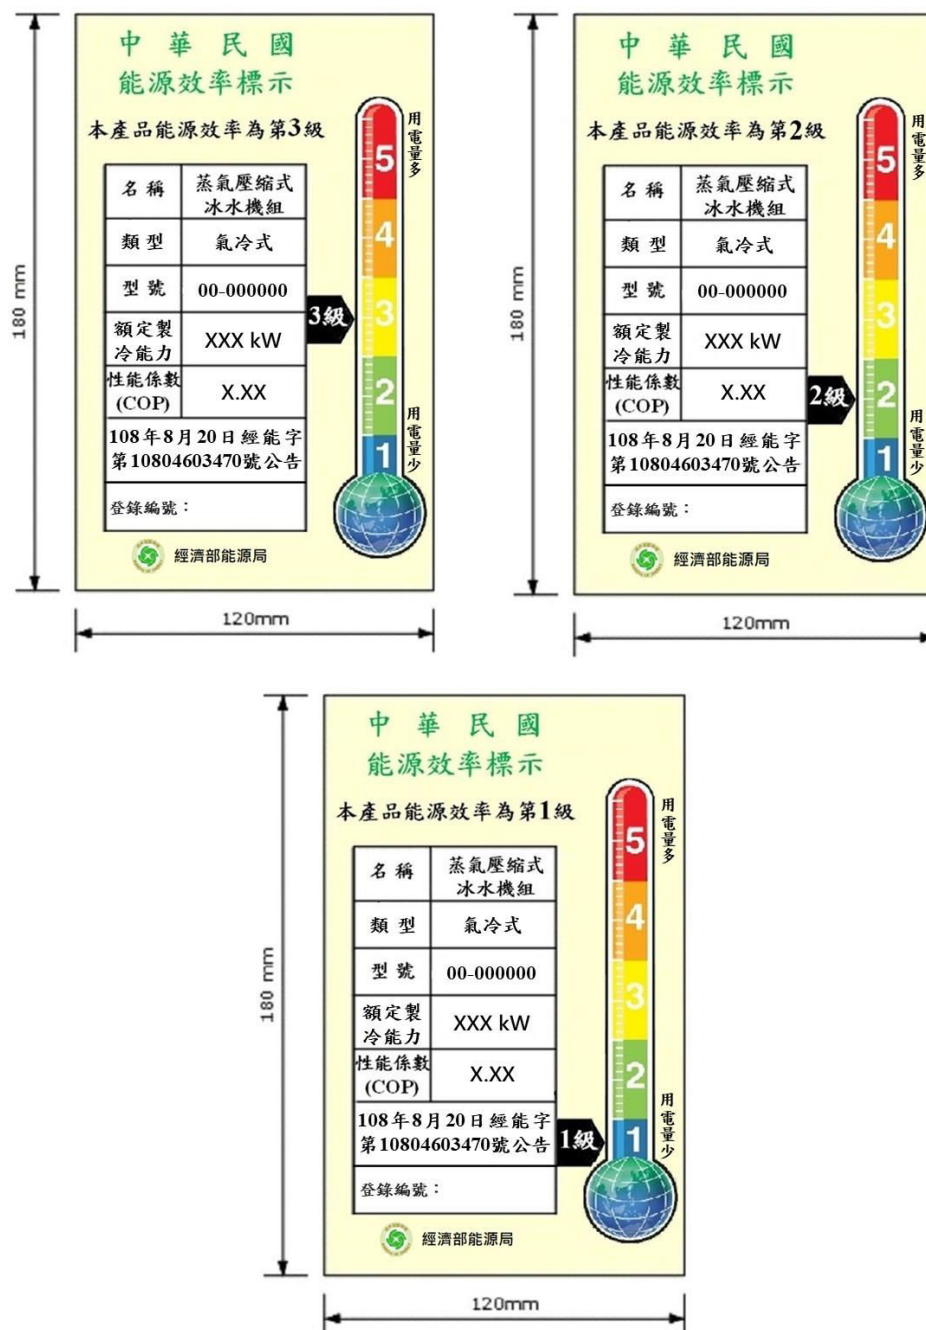 180 mm
中華民國
能源效率標示
本產品能源效率為第3級
名稱 蒸氣壓縮式
冰水機組
類型 氣冷式
型號 00-000000
額定製
冷能力 XXX kW
性能係數
(COP) X.XX
108年8月20日經能字
第10804603470號公告
登錄編號：
經濟部能源局
3級
用電量多
5
4
3
2
1
用電量少
120mm
180 mm
中華民國
能源效率標示
本產品能源效率為第2級
名稱 蒸氣壓縮式
冰水機組
類型 氣冷式
型號 00-000000
額定製
冷能力 XXX kW
性能係數
(COP) X.XX
108年8月20日經能字
第10804603470號公告
登錄編號：
經濟部能源局
2級
用電量多
5
4
3
2
1
用電量少
120mm
180 mm
中華民國
能源效率標示
本產品能源效率為第1級
名稱 蒸氣壓縮式
冰水機組
類型 氣冷式
型號 00-000000
額定製
冷能力 XXX kW
性能係數
(COP) X.XX
108年8月20日經能字
第10804603470號公告
登錄編號：
經濟部能源局
1級
用電量多
5
4
3
2
1
用電量少
120mm